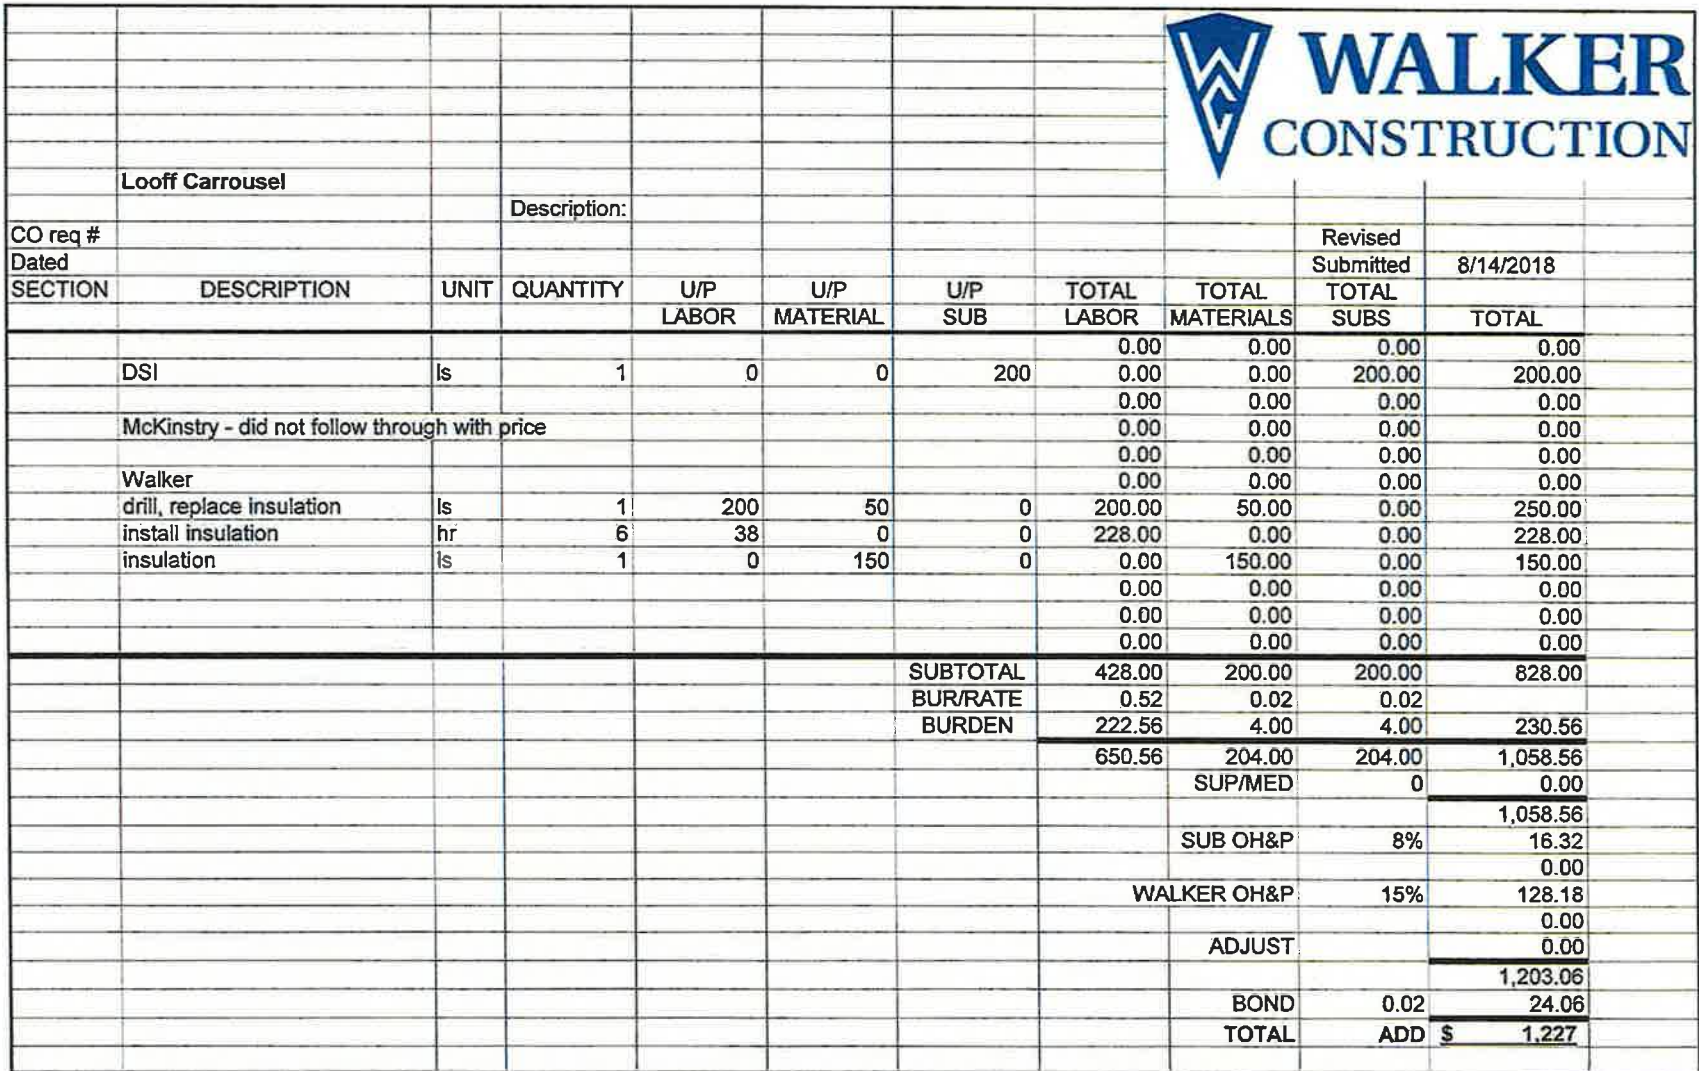 WALKER
CONSTRUCTION
Looff Carrousel
Description:
CO req # Revised
Dated Submitted 8/14/2018
SECTION DESCRIPTION UNIT QUANTITY U/P U/P U/P TOTAL TOTAL TOTAL
LABOR MATERIAL SUB LABOR MATERIALS SUBS TOTAL
0.00 0.00 0.00 0.00
DSI ls 1 0 0 200 0.00 0.00 200.00 200.00
0.00 0.00 0.00 0.00
McKinstry - did not follow through with price 0.00 0.00 0.00 0.00
0.00 0.00 0.00 0.00
Walker 0.00 0.00 0.00 0.00
drill, replace insulation ls 1 200 50 0 200.00 50.00 0.00 250.00
install insulation hr 6 38 0 0 228.00 0.00 0.00 228.00
insulation ls 1 0 150 0 0.00 150.00 0.00 150.00
0.00 0.00 0.00 0.00
0.00 0.00 0.00 0.00
0.00 0.00 0.00 0.00
SUBTOTAL 428.00 200.00 200.00 828.00
BUR/RATE 0.52 0.02 0.02
BURDEN 222.56 4.00 4.00 230.56
650.56 204.00 204.00 1,058.56
SUP/MED 0 0.00
1,058.56
SUB OH&P 8% 16.32
0.00
WALKER OH&P 15% 128.18
0.00
ADJUST 0.00
1,203.06
BOND 0.02 24.06
TOTAL ADD $ 1,227